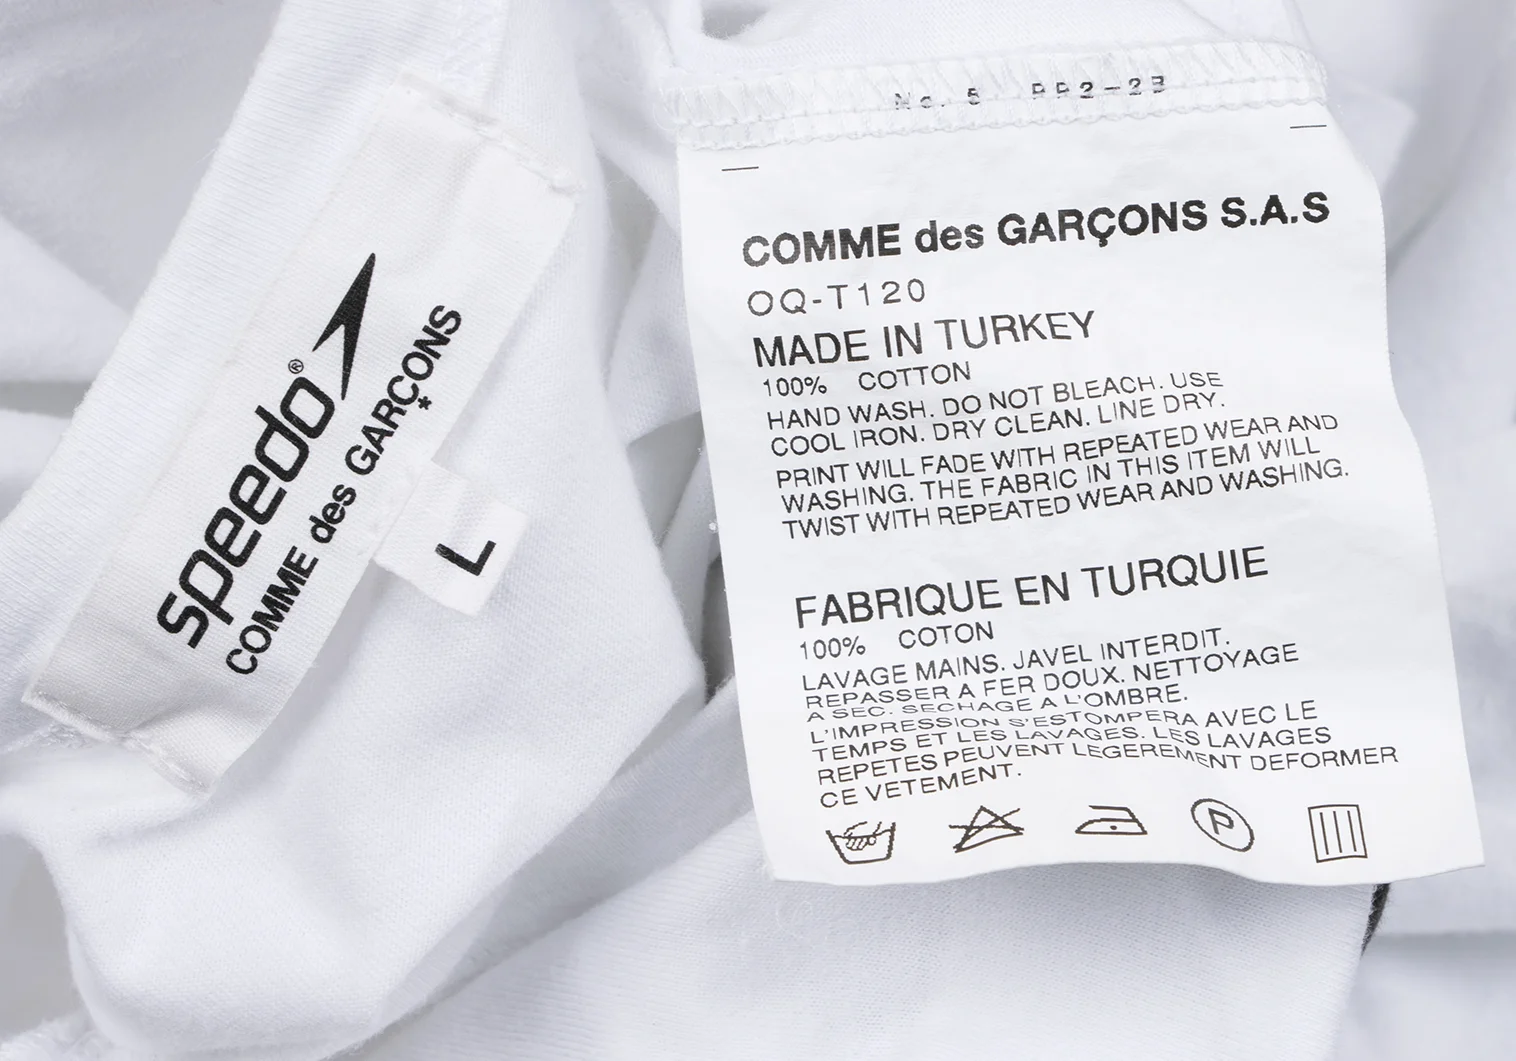 speedo®
COMME des GARÇONS
L
No. 5 PP2-23
COMME des GARÇONS S.A.S
OQ-T120
MADE IN TURKEY
100% COTTON
HAND WASH. DO NOT BLEACH. USE
COOL IRON. DRY CLEAN. LINE DRY.
PRINT WILL FADE WITH REPEATED WEAR AND
WASHING. THE FABRIC IN THIS ITEM WILL
TWIST WITH REPEATED WEAR AND WASHING.
FABRIQUE EN TURQUIE
100% COTON
LAVAGE MAINS. JAVEL INTERDIT.
REPASSER A FER DOUX. NETTOYAGE
A SEC. SECHAGE A L'OMBRE.
L'IMPRESSION S'ESTOMPERA AVEC LE
TEMPS ET LES LAVAGES. LES LAVAGES
REPETES PEUVENT LEGEREMENT DEFORMER
CE VETEMENT.
P